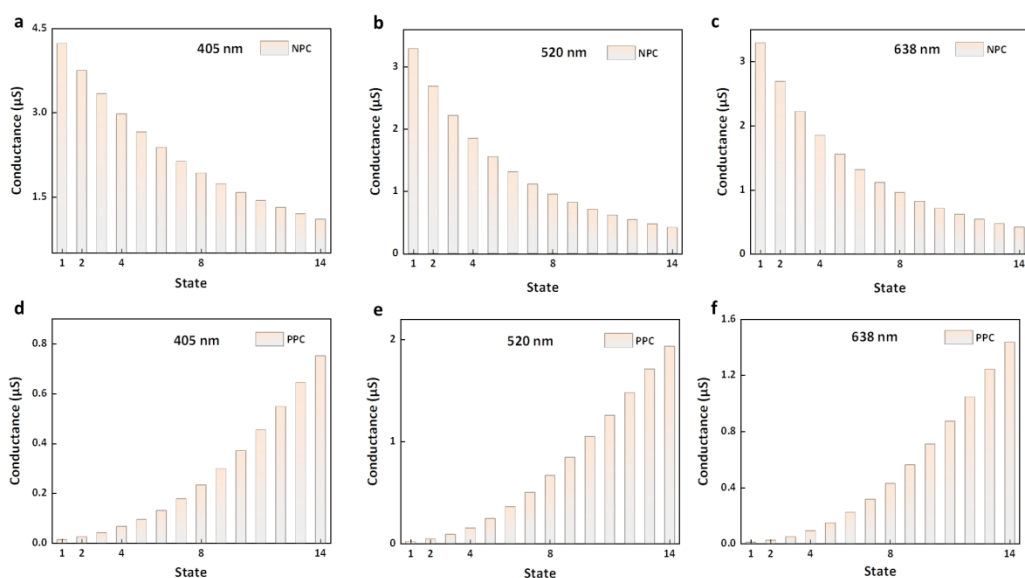 a
405 nm
NPC
Conductance (µS)
4.5
3.0
1.5
1 2 4 8 14
State
b
520 nm
NPC
Conductance (µS)
3
2
1
0
1 2 4 8 14
State
c
638 nm
NPC
Conductance (µS)
3
2
1
0
1 2 4 8 14
State
d
405 nm
PPC
Conductance (µS)
0.8
0.6
0.4
0.2
0.0
1 2 4 8 14
State
e
520 nm
PPC
Conductance (µS)
2
1
0
1 2 4 8 14
State
f
638 nm
PPC
Conductance (µS)
1.6
1.2
0.8
0.4
0.0
1 2 4 8 14
State